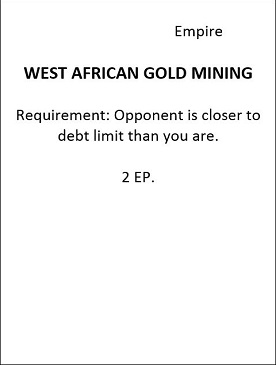 Empire
WEST AFRICAN GOLD MINING
Requirement: Opponent is closer to
debt limit than you are.
2 EP.